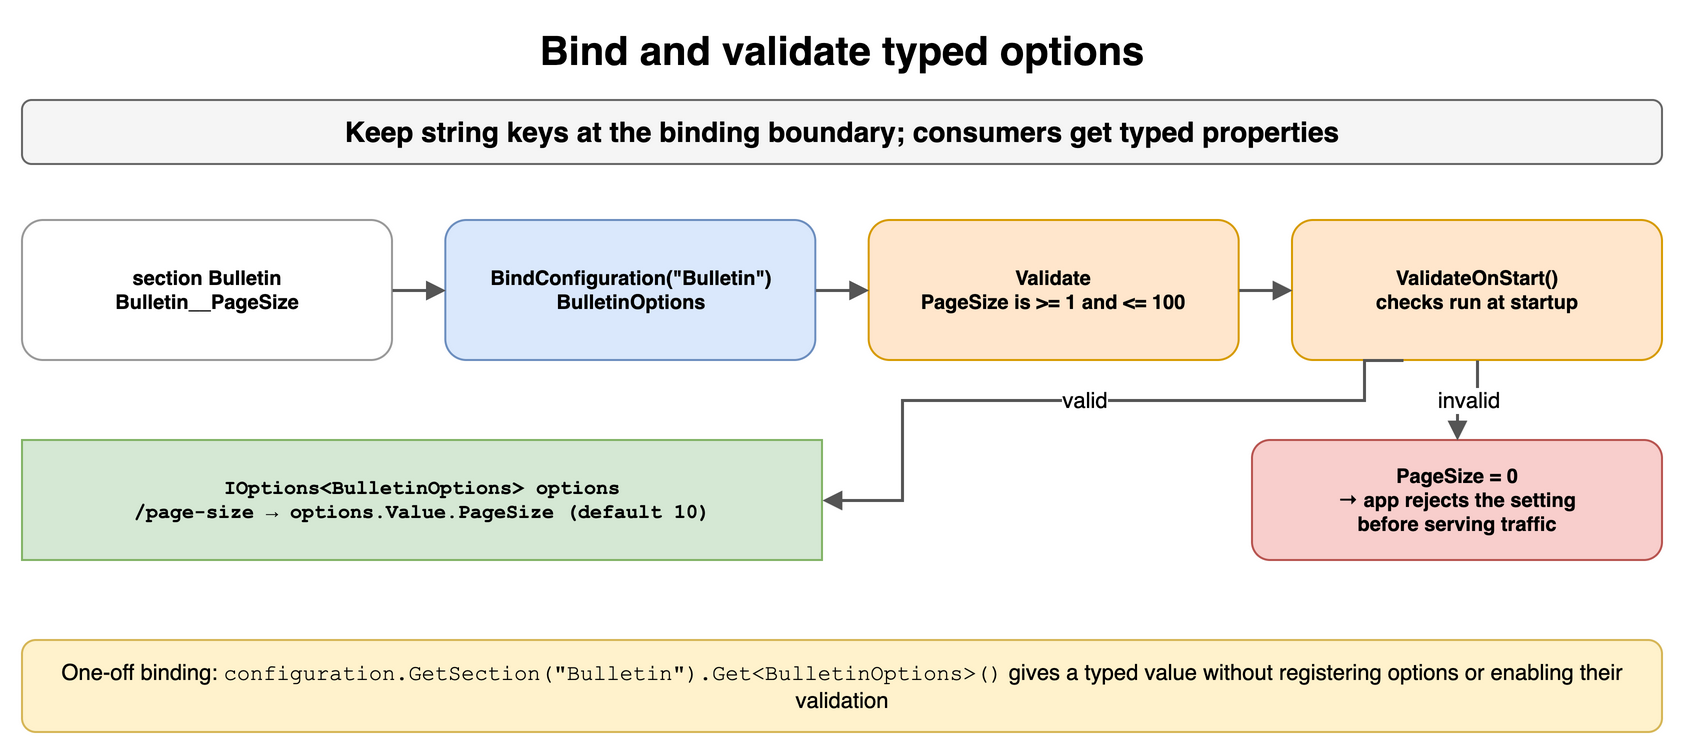 Bind and validate typed options
Keep string keys at the binding boundary; consumers get typed properties
section Bulletin
Bulletin__PageSize
BindConfiguration("Bulletin")
BulletinOptions
Validate
PageSize is >= 1 and <= 100
ValidateOnStart()
checks run at startup
valid
invalid
IOptions<BulletinOptions> options
/page-size → options.Value.PageSize (default 10)
PageSize = 0
→ app rejects the setting
before serving traffic
One-off binding: configuration.GetSection("Bulletin").Get<BulletinOptions>() gives a typed value without registering options or enabling their
validation